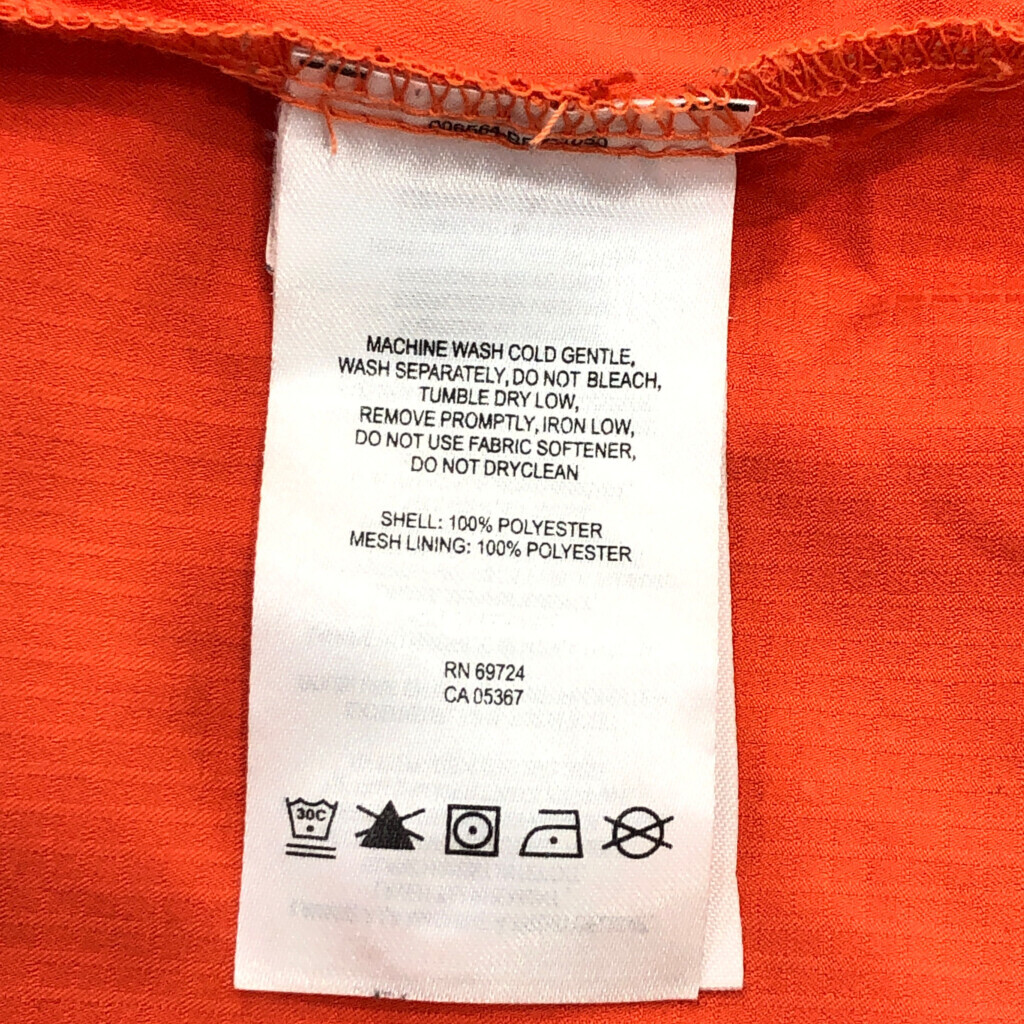 MACHINE WASH COLD GENTLE,
WASH SEPARATELY, DO NOT BLEACH,
TUMBLE DRY LOW,
REMOVE PROMPTLY, IRON LOW,
DO NOT USE FABRIC SOFTENER,
DO NOT DRYCLEAN
SHELL: 100% POLYESTER
MESH LINING: 100% POLYESTER
RN 69724
CA 05367
30C